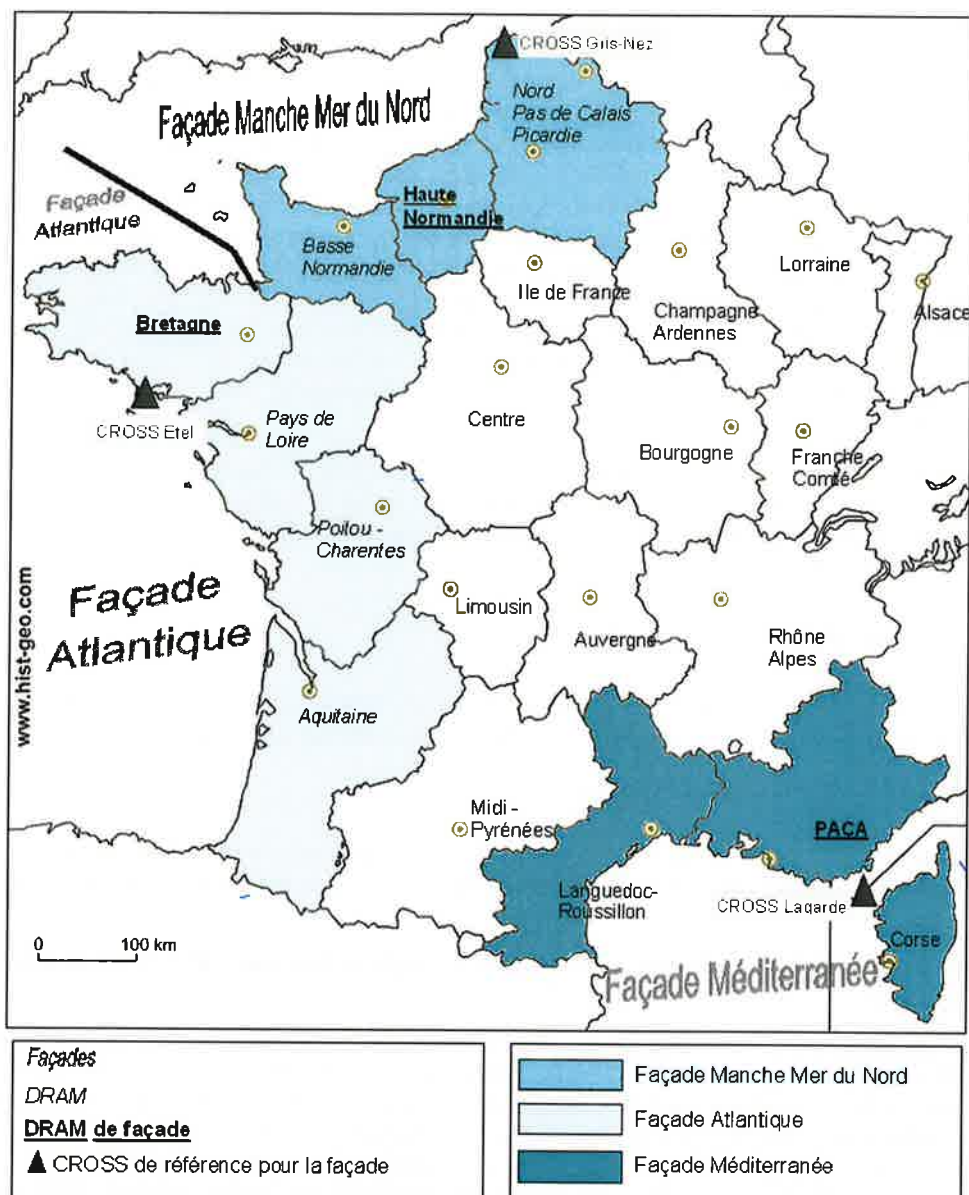 CROSS Gris-Nez
Façade Manche Mer du Nord
Nord
Pas de Calais
Picardie
Façade
Atlantique
Haute
Normandie
Basse
Normandie
Ile de France
Champagne
Ardennes
Lorraine
Alsace
Bretagne
CROSS Etel
Pays de
Loire
Centre
Bourgogne
Franche -
Comté
Poitou -
Charentes
www.hist-geo.com
Façade
Atlantique
Limousin
Auvergne
Rhône
Alpes
Aquitaine
Midi -
Pyrénées
PACA
Languedoc-
Roussillon
CROSS Lagarde
Corse
0 100 km
Façade Méditerranée
Façades
DRAM
DRAM de façade
CROSS de référence pour la façade
Façade Manche Mer du Nord
Façade Atlantique
Façade Méditerranée